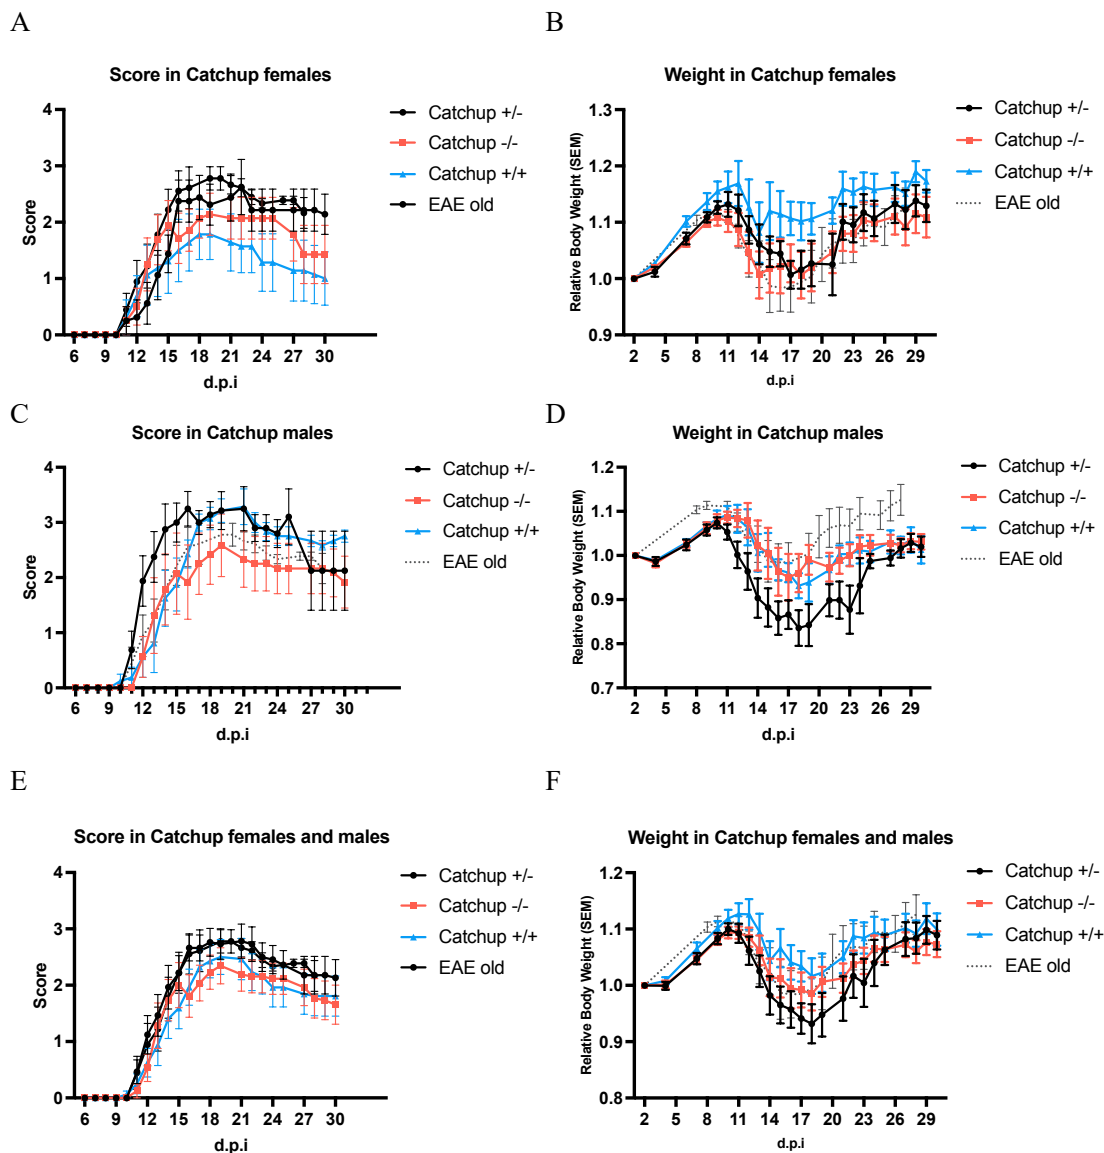 A
Score in Catchup females
Score
4
3
2
1
0
6 9 12 15 18 21 24 27 30
d.p.i
Catchup +/-
Catchup -/-
Catchup +/+
EAE old
B
Weight in Catchup females
Relative Body Weight (SEM)
1.3
1.2
1.1
1.0
0.9
2 5 8 11 14 17 20 23 26 29
d.p.i
Catchup +/-
Catchup -/-
Catchup +/+
EAE old
C
Score in Catchup males
Score
4
3
2
1
0
6 9 12 15 18 21 24 27 30
d.p.i
Catchup +/-
Catchup -/-
Catchup +/+
EAE old
D
Weight in Catchup males
Relative Body Weight (SEM)
1.2
1.1
1.0
0.9
0.8
0.7
2 5 8 11 14 17 20 23 26 29
d.p.i
Catchup +/-
Catchup -/-
Catchup +/+
EAE old
E
Score in Catchup females and males
Score
4
3
2
1
0
6 9 12 15 18 21 24 27 30
d.p.i
Catchup +/-
Catchup -/-
Catchup +/+
EAE old
F
Weight in Catchup females and males
Relative Body Weight (SEM)
1.2
1.1
1.0
0.9
0.8
2 5 8 11 14 17 20 23 26 29
d.p.i
Catchup +/-
Catchup -/-
Catchup +/+
EAE old